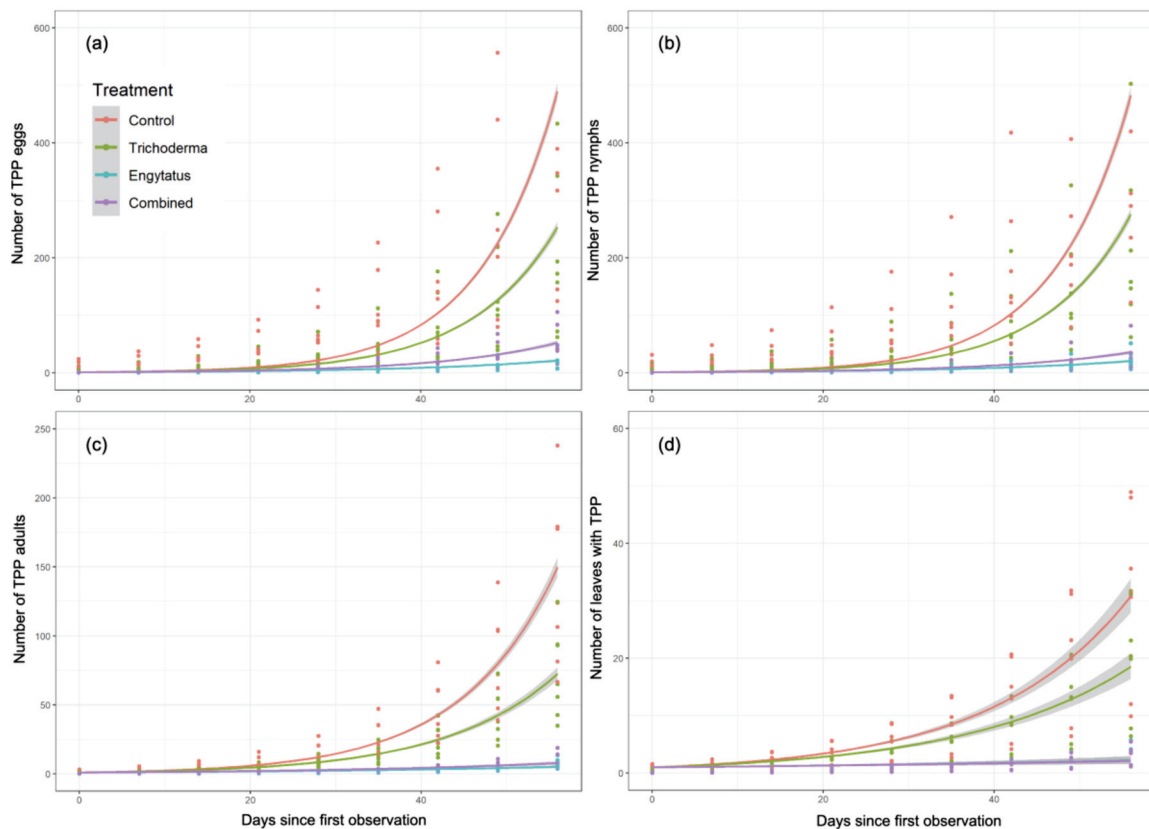 (a)
Treatment
Control
Trichoderma
Engytatus
Combined
Number of TPP eggs
600
400
200
0
0
20
40
(b)
Number of TPP nymphs
600
400
200
0
0
20
40
(c)
Number of TPP adults
250
200
150
100
50
0
0
20
40
Days since first observation
(d)
Number of leaves with TPP
60
40
20
0
0
20
40
Days since first observation